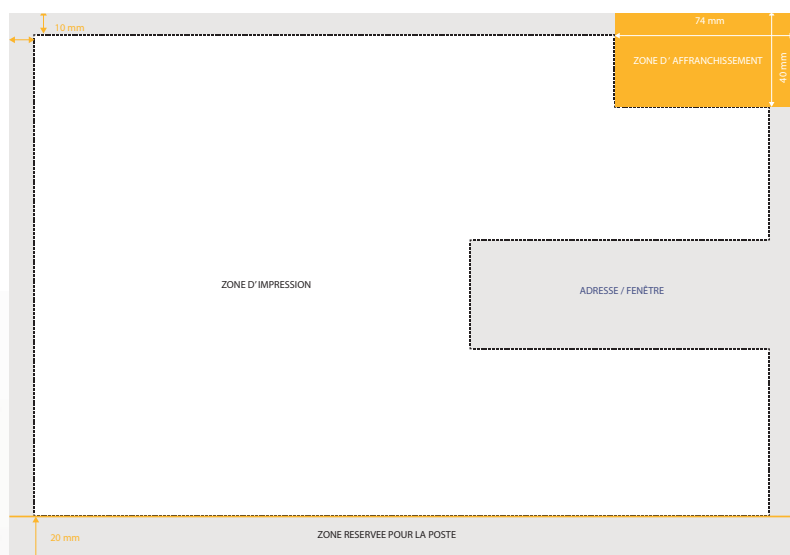 74 mm
10 mm
ZONE D' AFFRANCHISSEMENT
40 mm
ZONE D' IMPRESSION
ADRESSE / FENÊTRE
20 mm
ZONE RESERVEE POUR LA POSTE